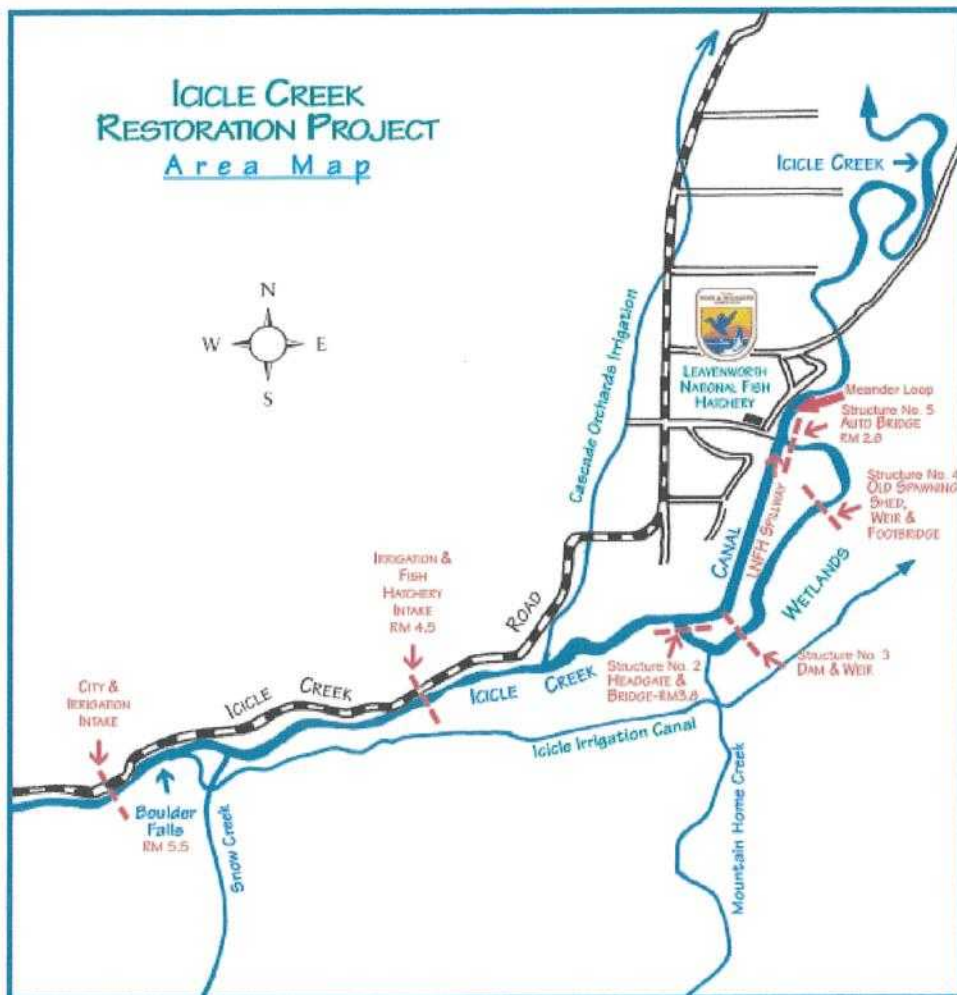 ICICLE CREEK
RESTORATION PROJECT
Area Map
N
W
E
S
ICICLE CREEK
Cascade Orchards Irrigation
LEAVENWORTH
NATIONAL FISH
HATCHERY
Meander Loop
Structure No. 5
AUTO BRIDGE
RM 2.8
Structure No. 4
OLD SPAWNING
SHED,
WEIR &
FOOTBRIDGE
CANAL
LNFH SPILLWAY
WETLANDS
IRRIGATION &
FISH
HATCHERY
INTAKE
RM 4.5
ROAD
Structure No. 3
DAM & WEIR
Structure No. 2
HEADGATE &
BRIDGE-RM3.8
CITY &
IRRIGATION
INTAKE
ICICLE CREEK
ICICLE CREEK
Icicle Irrigation Canal
Boulder
Falls
RM 5.5
Snow Creek
Mountain Home Creek